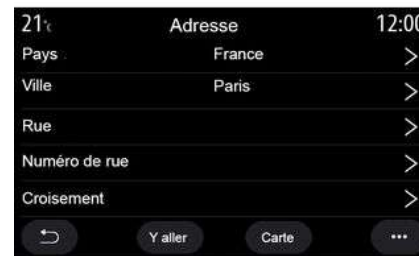 21°c Adresse 12:00
Pays France
Ville Paris
Rue
Numéro de rue
Croisement
Y aller Carte